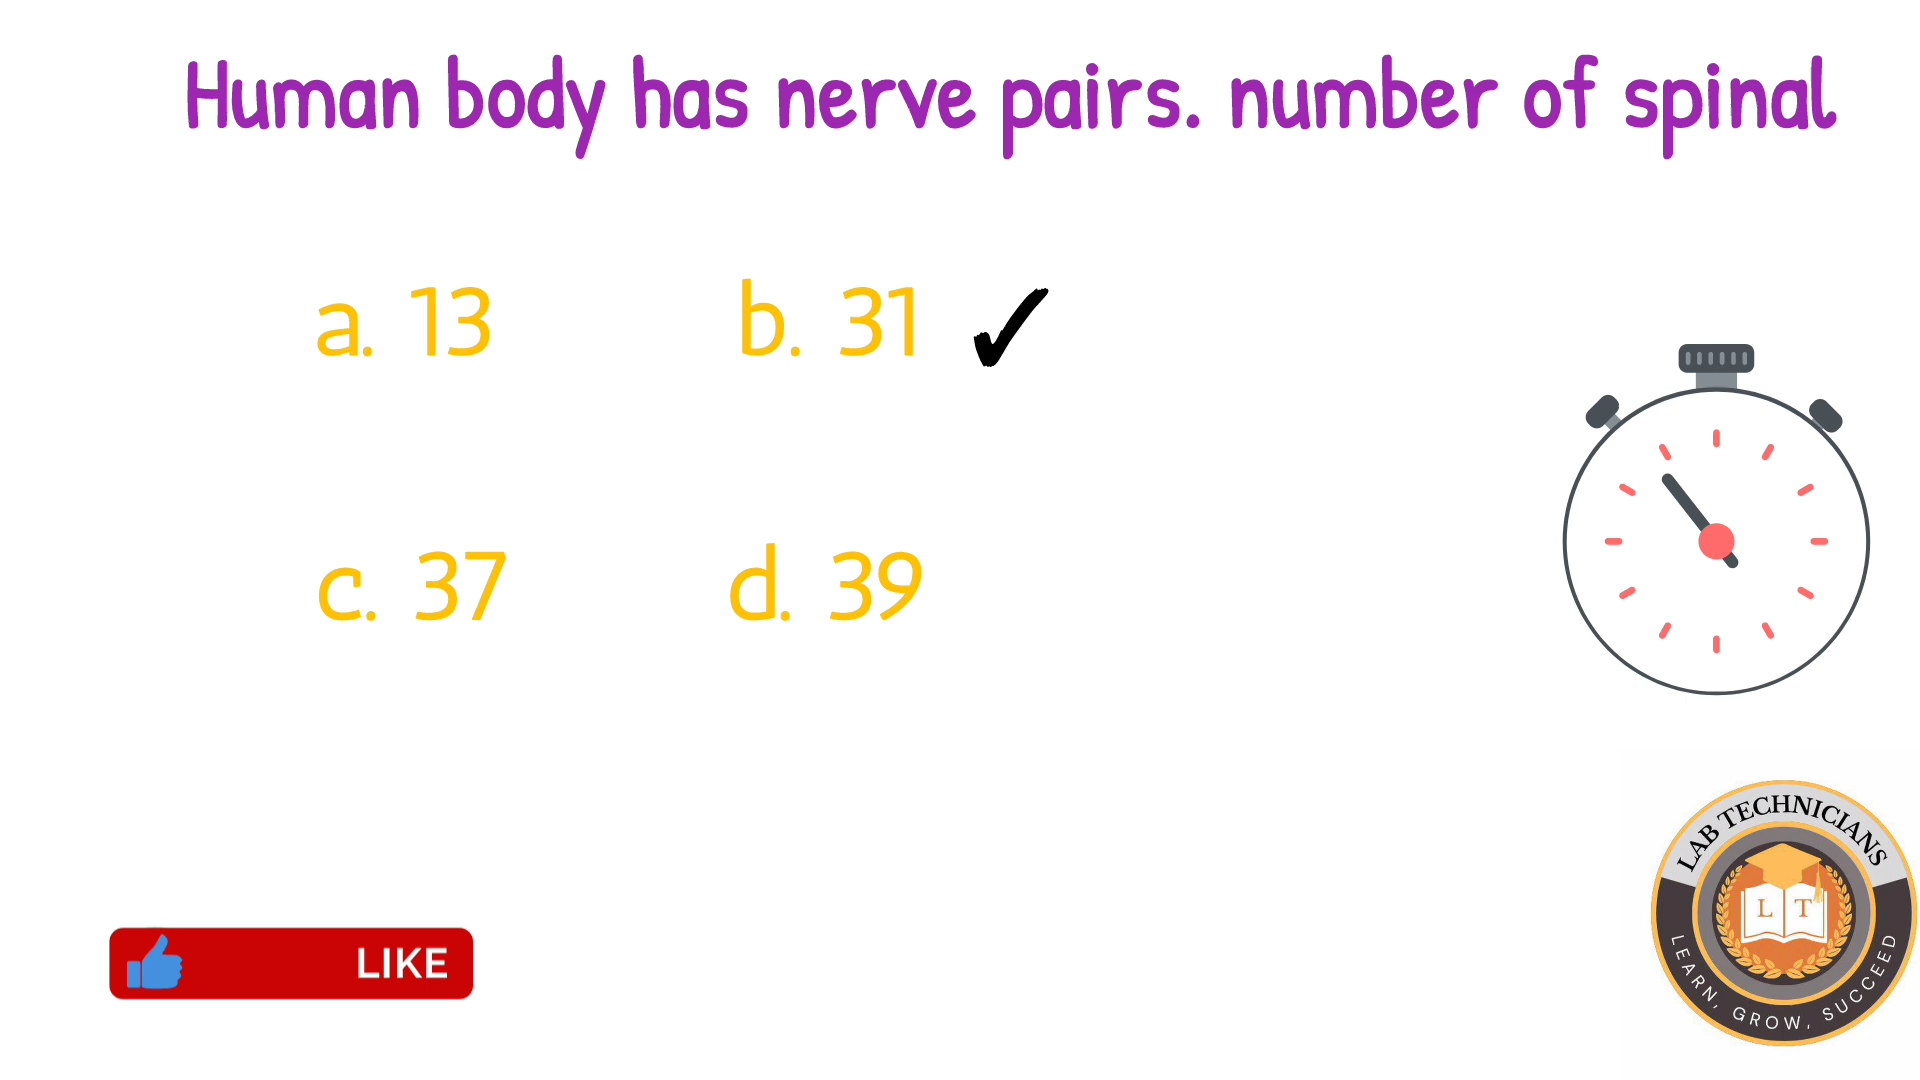 Human body has nerve pairs. number of spinal
a. 13
b. 31
c. 37
d. 39
LIKE
LAB TECHNICIANS
L T
LEARN, GROW, SUCCEED